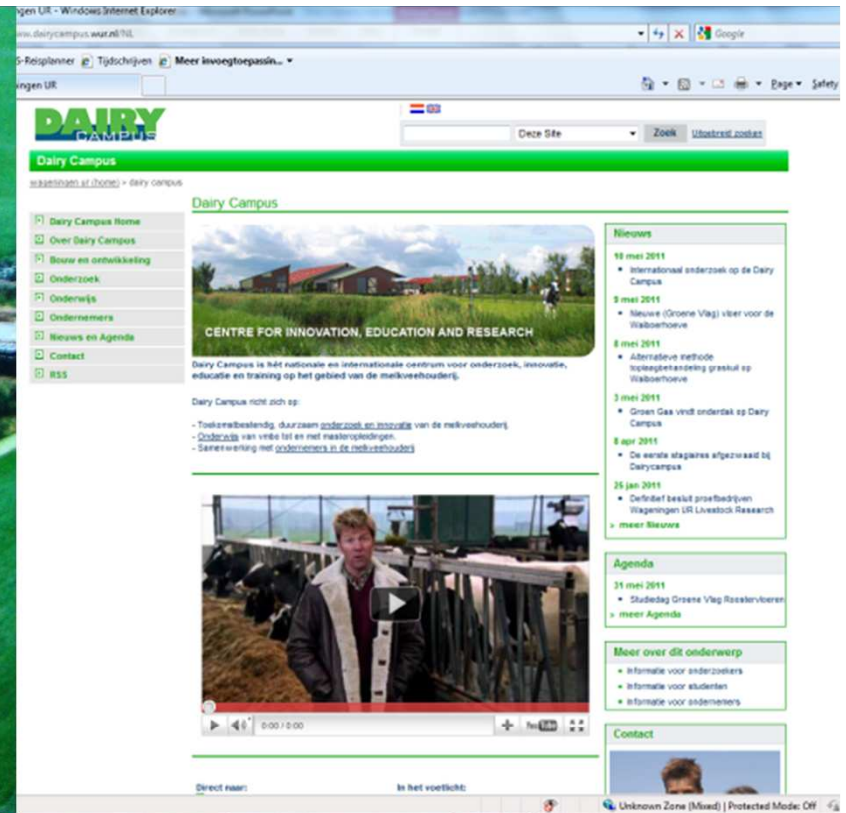 ngen UR - Windows Internet Explorer
ww.dairycampus.wur.nl/NL
Google
S-Reisplanner Tijdschrijven Meer invoegtoepassin...
ningen UR
Page Safety
DAIRY
CAMPUS
Deze Site Zoek Uitgebreid zoeken
Dairy Campus
wageningen ur (home) > dairy campus
Dairy Campus
Dairy Campus Home
Over Dairy Campus
Bouw en ontwikkeling
Onderzoek
Onderwijs
Ondernemers
Nieuws en Agenda
Contact
RSS
CENTRE FOR INNOVATION, EDUCATION AND RESEARCH
Dairy Campus is hét nationale en internationale centrum voor onderzoek, innovatie,
educatie en training op het gebied van de melkveehouderij.
Dairy Campus richt zich op:
- Toekomstbestendig, duurzaam onderzoek en innovatie van de melkveehouderij.
- Onderwijs van vmbo tot en met masteropleidingen.
- Samenwerking met ondernemers in de melkveehouderij
0:00 / 0:00
YouTube
Direct naar:
In het voetlicht:
Nieuws
10 mei 2011
Internationaal onderzoek op de Dairy
Campus
9 mei 2011
Nieuwe (Groene Vlag) vloer voor de
Waiboerhoeve
8 mei 2011
Alternatieve methode
toplaagbehandeling graskuil op
Waiboerhoeve
3 mei 2011
Groen Gas vindt onderdak op Dairy
Campus
8 apr 2011
De eerste stagiaires afgezwaaid bij
Dairycampus
25 jan 2011
Definitief besluit proefbedrijven
Wageningen UR Livestock Research
> meer Nieuws
Agenda
31 mei 2011
Studiedag Groene Vlag Roostervloeren
> meer Agenda
Meer over dit onderwerp
Informatie voor onderzoekers
Informatie voor studenten
Informatie voor ondernemers
Contact
Unknown Zone (Mixed) | Protected Mode: Off